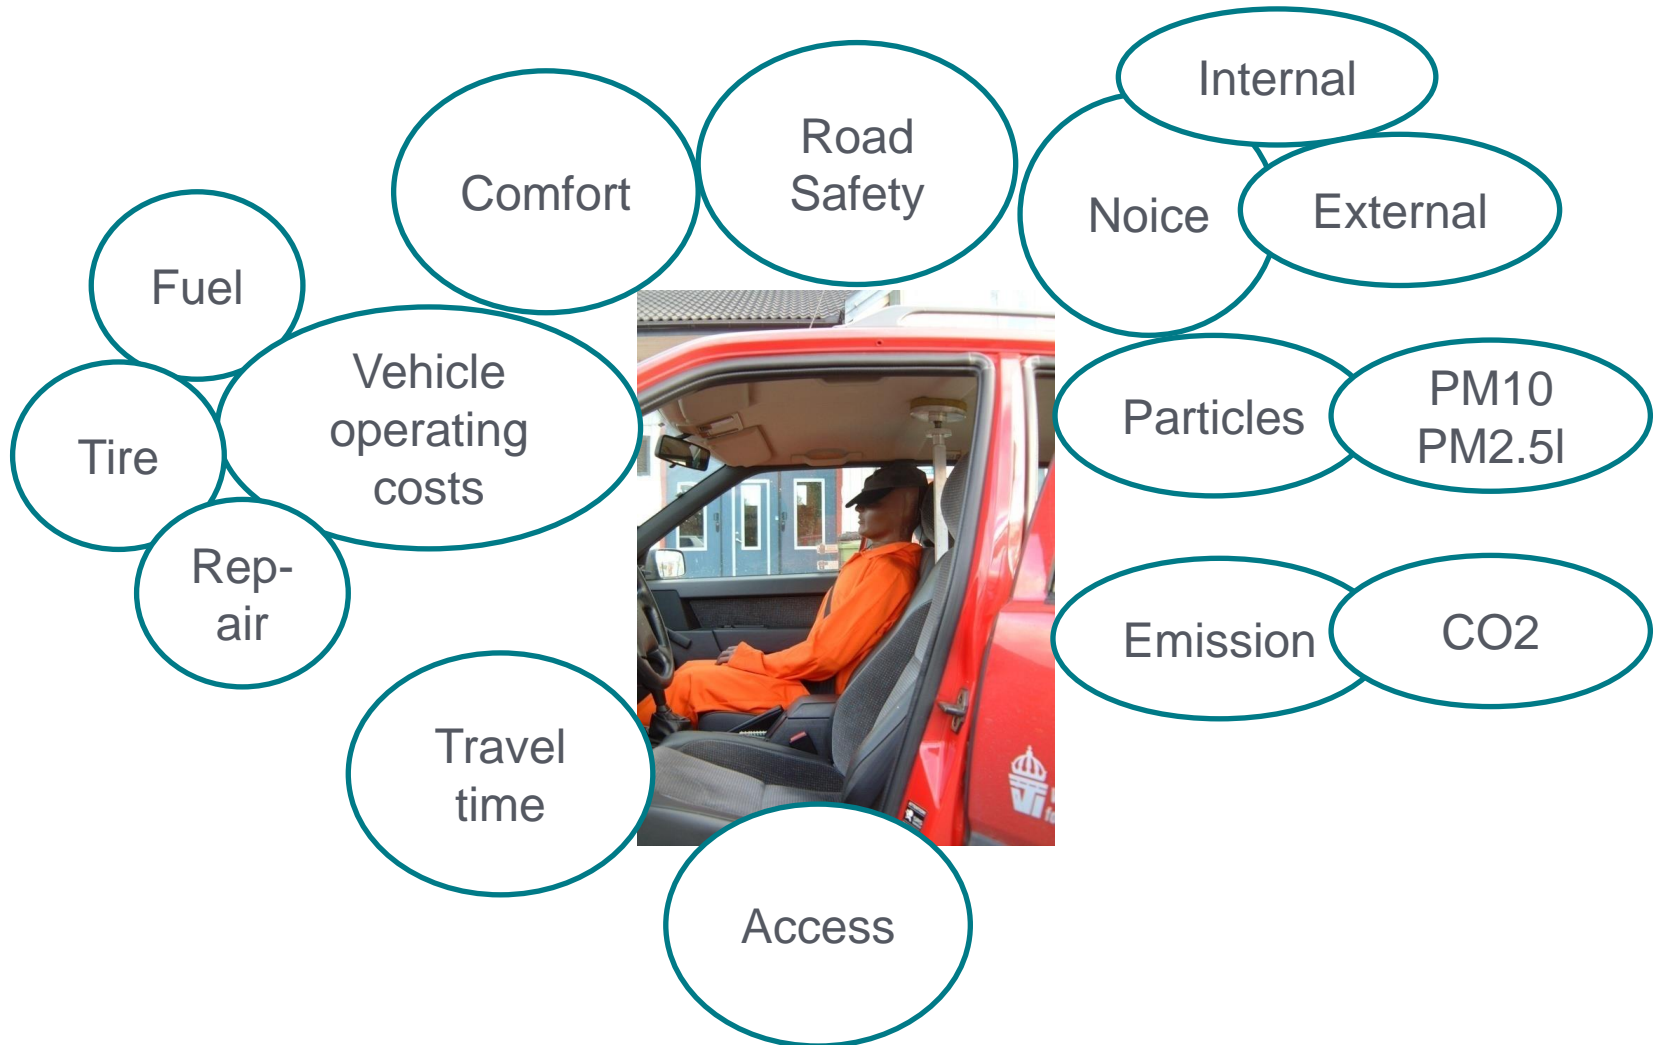 Internal
Road
Safety
Comfort
Noice
External
Fuel
Vehicle
operating
costs
Tire
Particles
PM10
PM2.5l
Rep-
air
Emission
CO2
Travel
time
Access